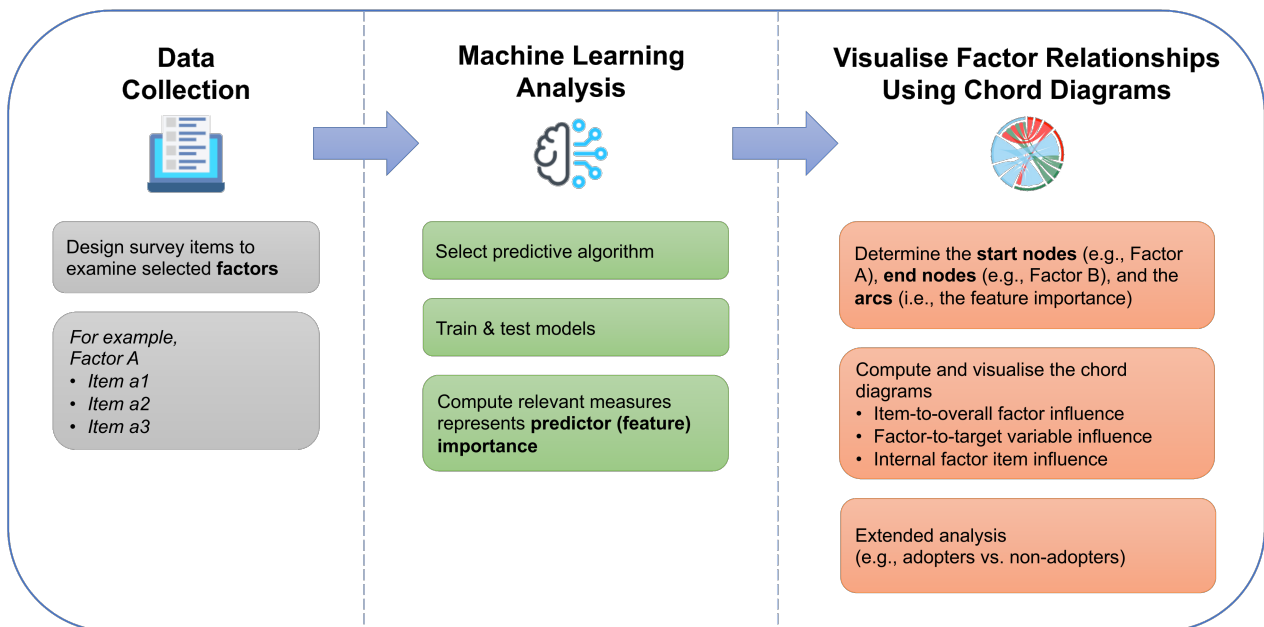 Data
Collection
Design survey items to
examine selected factors
For example,
Factor A
• Item a1
• Item a2
• Item a3
Machine Learning
Analysis
Select predictive algorithm
Train & test models
Compute relevant measures
represents predictor (feature)
importance
Visualise Factor Relationships
Using Chord Diagrams
Determine the start nodes (e.g., Factor
A), end nodes (e.g., Factor B), and the
arcs (i.e., the feature importance)
Compute and visualise the chord
diagrams
• Item-to-overall factor influence
• Factor-to-target variable influence
• Internal factor item influence
Extended analysis
(e.g., adopters vs. non-adopters)